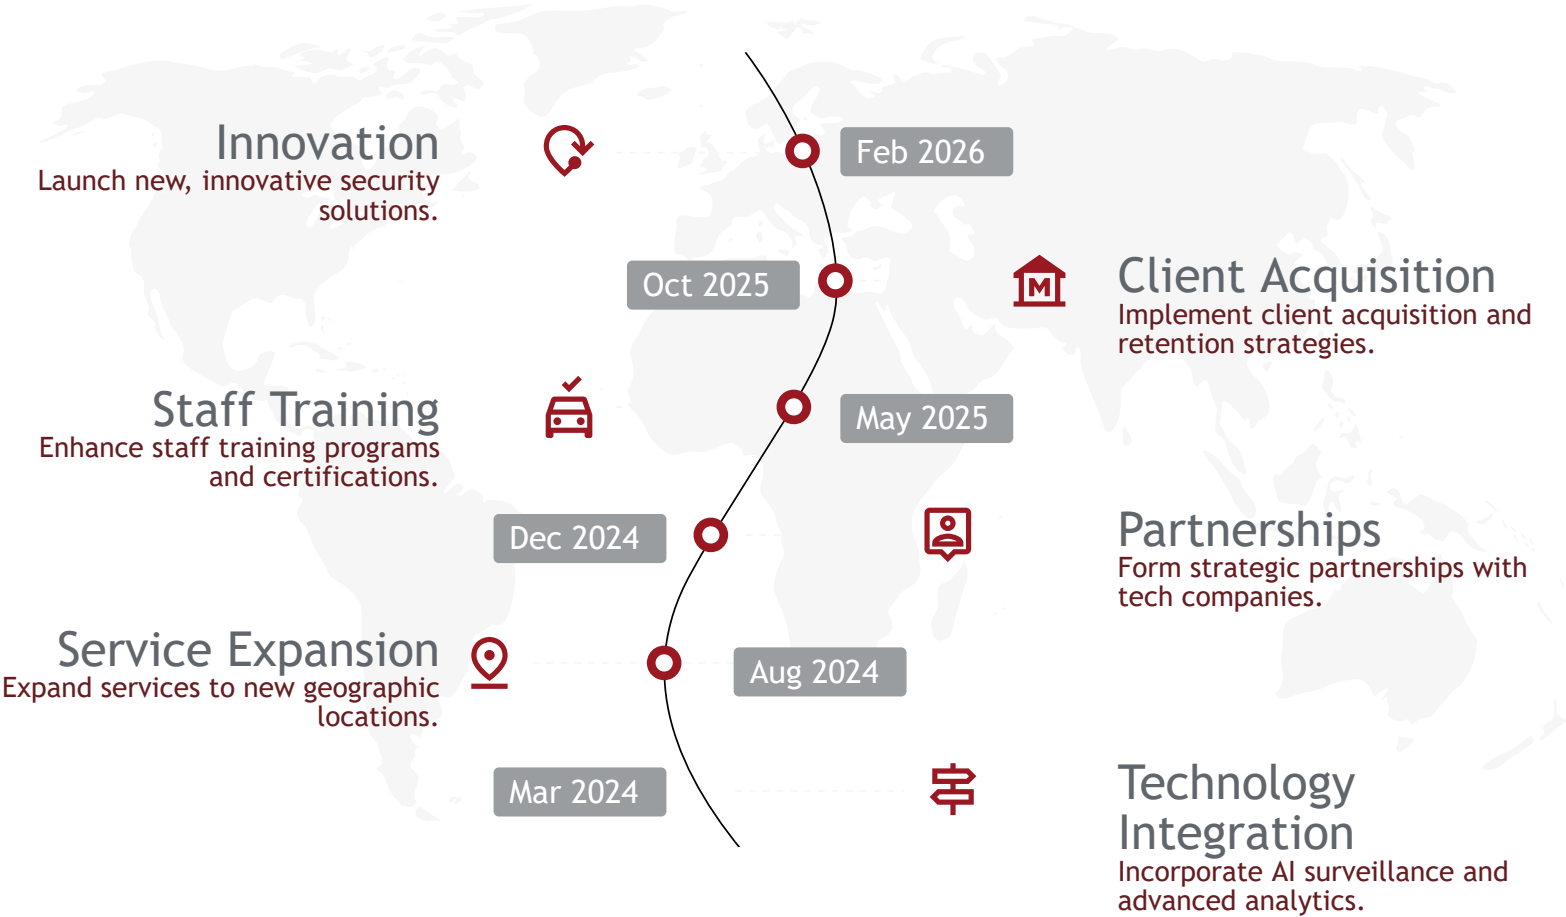 Innovation
Launch new, innovative security
solutions.
Feb 2026
Oct 2025
M
Client Acquisition
Implement client acquisition and
retention strategies.
Staff Training
Enhance staff training programs
and certifications.
May 2025
Dec 2024
Partnerships
Form strategic partnerships with
tech companies.
Service Expansion
Expand services to new geographic
locations.
Aug 2024
Mar 2024
Technology
Integration
Incorporate AI surveillance and
advanced analytics.